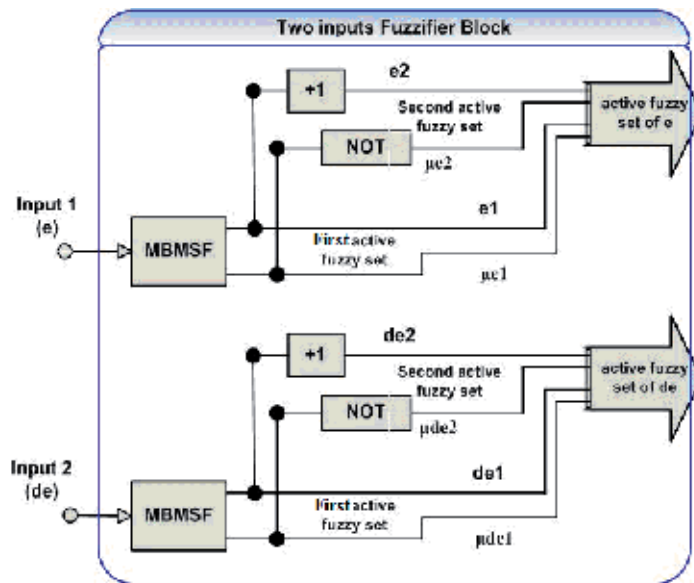 Two inputs Fuzzifier Block
e2
+1
Second active
fuzzy set
active fuzzy
set of e
NOT
μe2
Input 1
(e)
e1
MBMSF
First active
fuzzy set
μe1
de2
+1
Second active
fuzzy set
active fuzzy
set of de
NOT
μde2
Input 2
(de)
de1
MBMSF
First active
fuzzy set
μde1